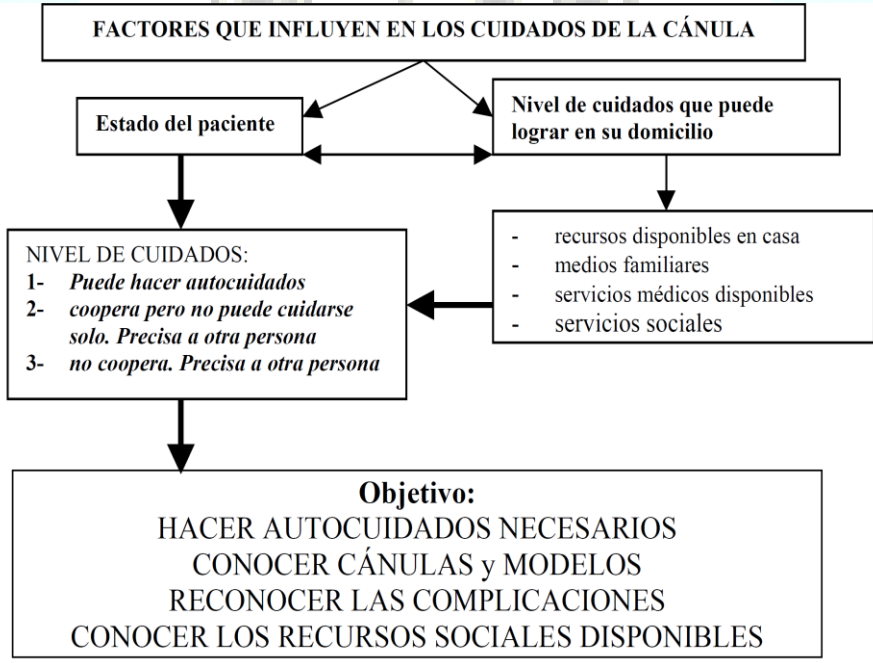 FACTORES QUE INFLUYEN EN LOS CUIDADOS DE LA CÁNULA
Estado del paciente
Nivel de cuidados que puede
lograr en su domicilio
NIVEL DE CUIDADOS:
1- Puede hacer autocuidados
2- coopera pero no puede cuidarse
solo. Precisa a otra persona
3- no coopera. Precisa a otra persona
- recursos disponibles en casa
- medios familiares
- servicios médicos disponibles
- servicios sociales
Objetivo:
HACER AUTOCUIDADOS NECESARIOS
CONOCER CÁNULAS y MODELOS
RECONOCER LAS COMPLICACIONES
CONOCER LOS RECURSOS SOCIALES DISPONIBLES